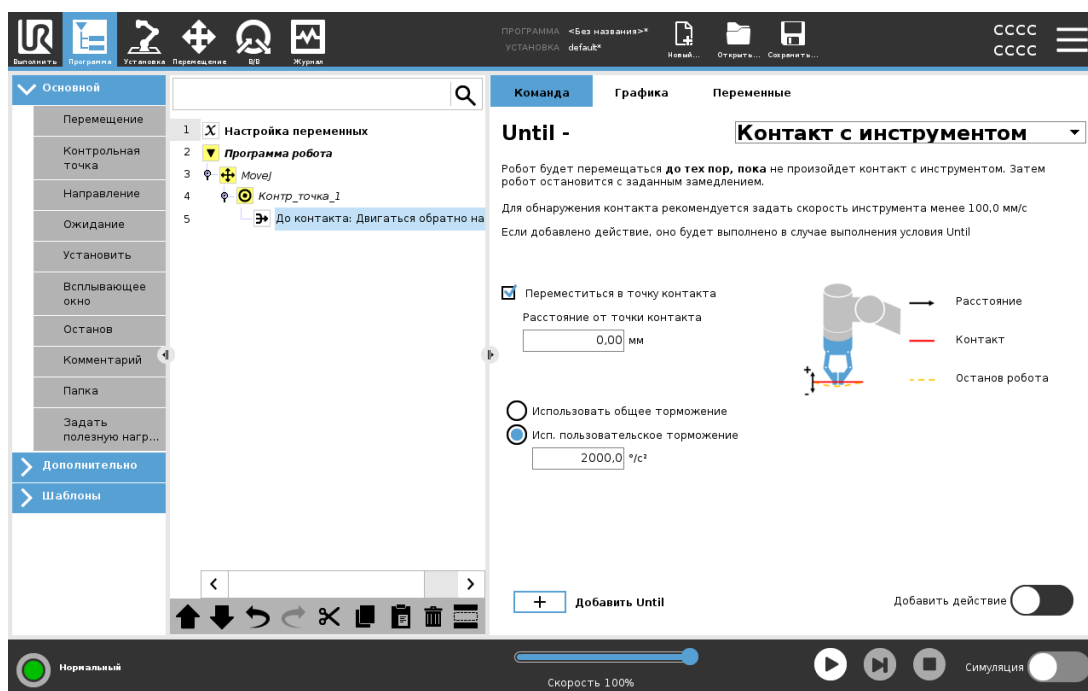 UR
Выполнить
Программа
Установка
Перемещение
В/В
Журнал
ПРОГРАММА <Без названия>*
УСТАНОВКА default*
Новый...
Открыть...
Сохранить...
CCCC
CCCC
Основной
Перемещение
Контрольная
точка
Направление
Ожидание
Установить
Всплывающее
окно
Останов
Комментарий
Папка
Задать
полезную нагр...
Дополнительно
Шаблоны
1 X Настройка переменных
2 Программа робота
3 MoveJ
4 Контр_точка_1
5 До контакта: Двигаться обратно на
Команда
Графика
Переменные
Until -
Контакт с инструментом
Робот будет перемещаться до тех пор, пока не произойдет контакт с инструментом. Затем
робот остановится с заданным замедлением.
Для обнаружения контакта рекомендуется задать скорость инструмента менее 100,0 мм/с
Если добавлено действие, оно будет выполнено в случае выполнения условия Until
Переместиться в точку контакта
Расстояние от точки контакта
0,00 мм
+
-
Расстояние
Контакт
Останов робота
Использовать общее торможение
Исп. пользовательское торможение
2000,0 °/с²
+ Добавить Until
Добавить действие
Нормальный
Скорость 100%
Симуляция